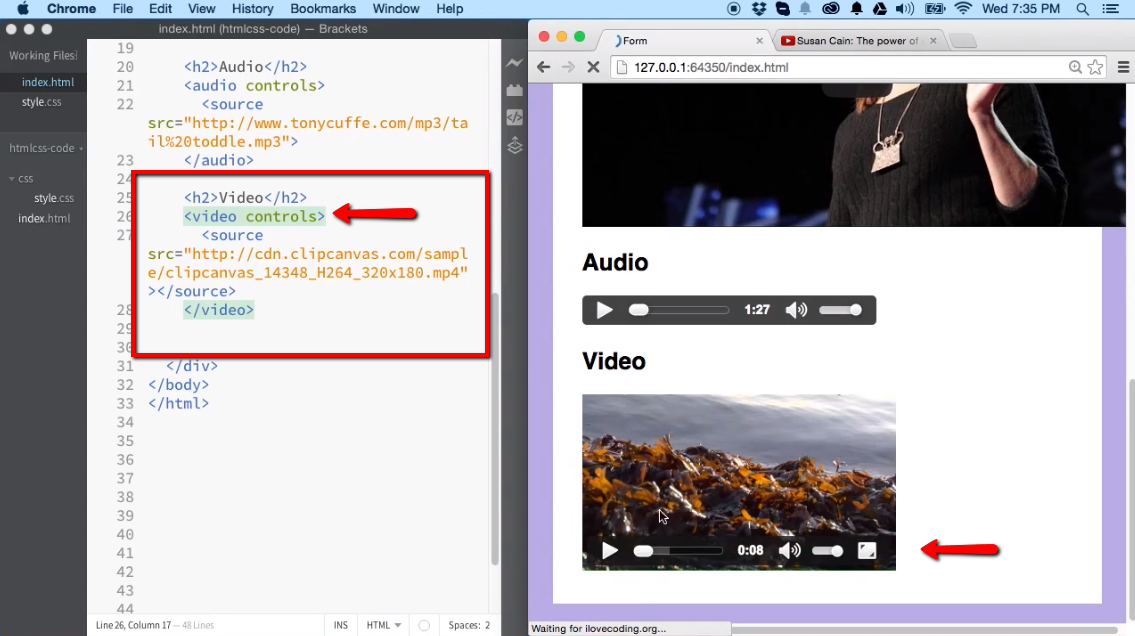 Chrome File Edit View History Bookmarks Window Help Wed 7:35 PM
index.html (htmlcss-code) — Brackets
Working Files
index.html
style.css
htmlcss-code
css
style.css
index.html
19
20 <h2>Audio</h2>
21 <audio controls>
22 <source
src="http://www.tonycuffe.com/mp3/ta
il%20toddle.mp3">
23 </audio>
24
25 <h2>Video</h2>
26 <video controls>
27 <source
src="http://cdn.clipcanvas.com/sampl
e/clipcanvas_14348_H264_320x180.mp4"
></source>
28 </video>
29
30
31 </div>
32 </body>
33 </html>
34
35
36
37
38
39
40
41
42
43
44
Line 26, Column 17 — 48 Lines INS HTML Spaces: 2
Form Susan Cain: The power of
127.0.0.1:64350/index.html
Audio
1:27
Video
0:08
Waiting for ilovecoding.org...